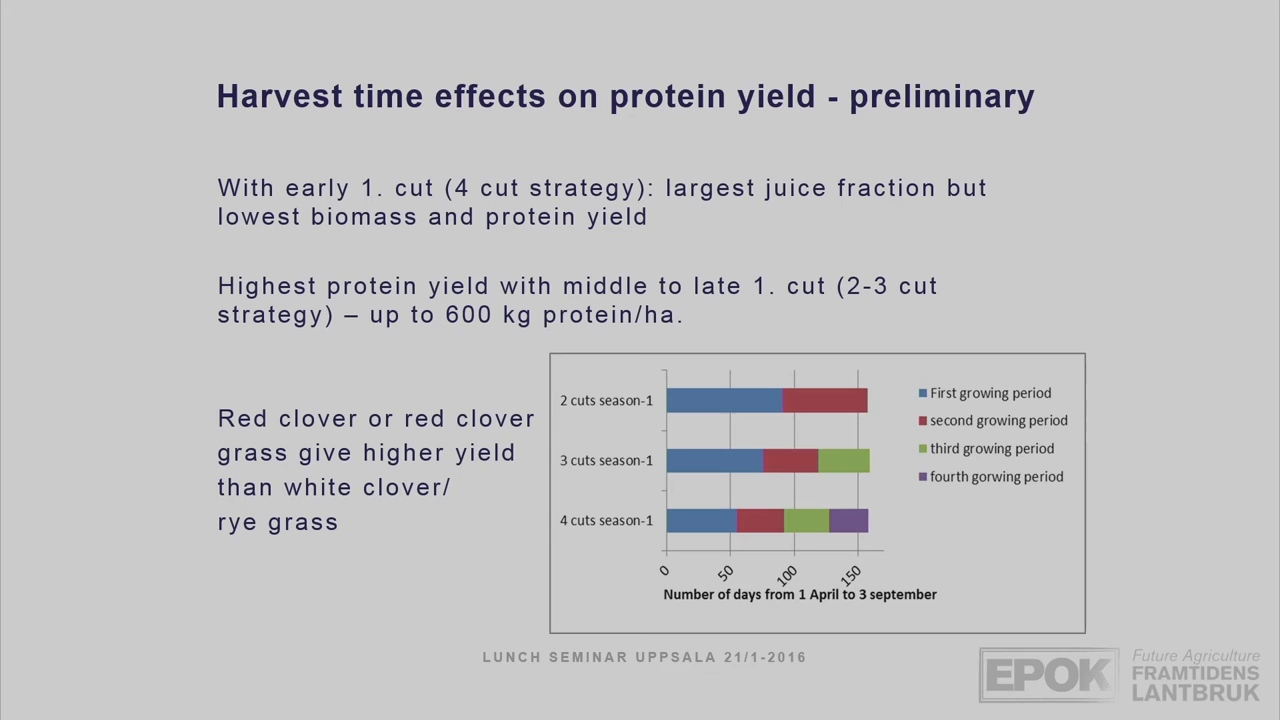 Harvest time effects on protein yield - preliminary
With early 1. cut (4 cut strategy): largest juice fraction but
lowest biomass and protein yield
Highest protein yield with middle to late 1. cut (2-3 cut
strategy) – up to 600 kg protein/ha.
Red clover or red clover
grass give higher yield
than white clover/
rye grass
2 cuts season-1
3 cuts season-1
4 cuts season-1
0
50
100
150
Number of days from 1 April to 3 september
First growing period
second growing period
third growing period
fourth gorwing period
LUNCH SEMINAR UPPSALA 21/1-2016
EPOK
Future Agriculture
FRAMTIDENS
LANTBRUK